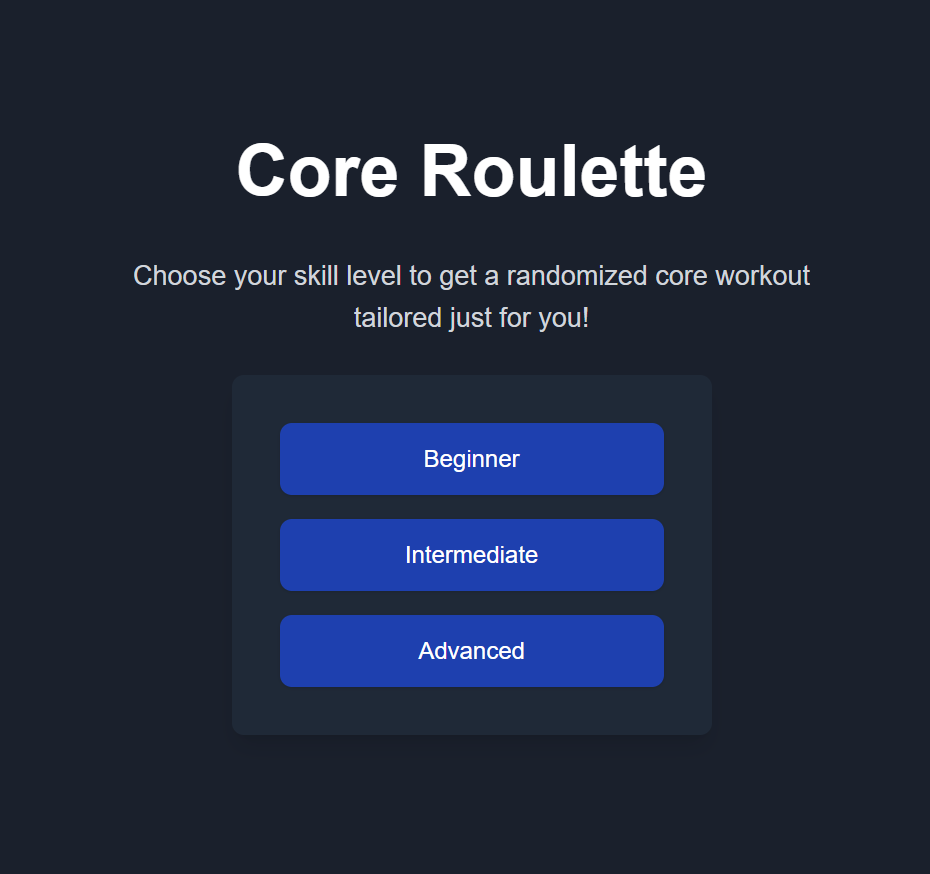 Core Roulette
Choose your skill level to get a randomized core workout
tailored just for you!
Beginner
Intermediate
Advanced